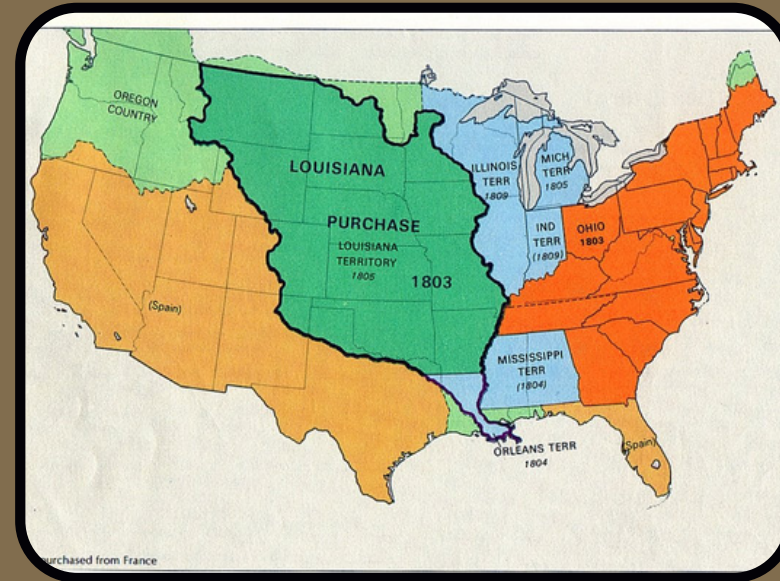 OREGON
COUNTRY
LOUISIANA
PURCHASE
LOUISIANA
TERRITORY
1805
1803
ILLINOIS
TERR
1809
MICH
TERR
1805
IND
TERR
(1809)
OHIO
1803
MISSISSIPPI
TERR
(1804)
(Spain)
(Spain)
ORLEANS TERR
1804
urchased from France